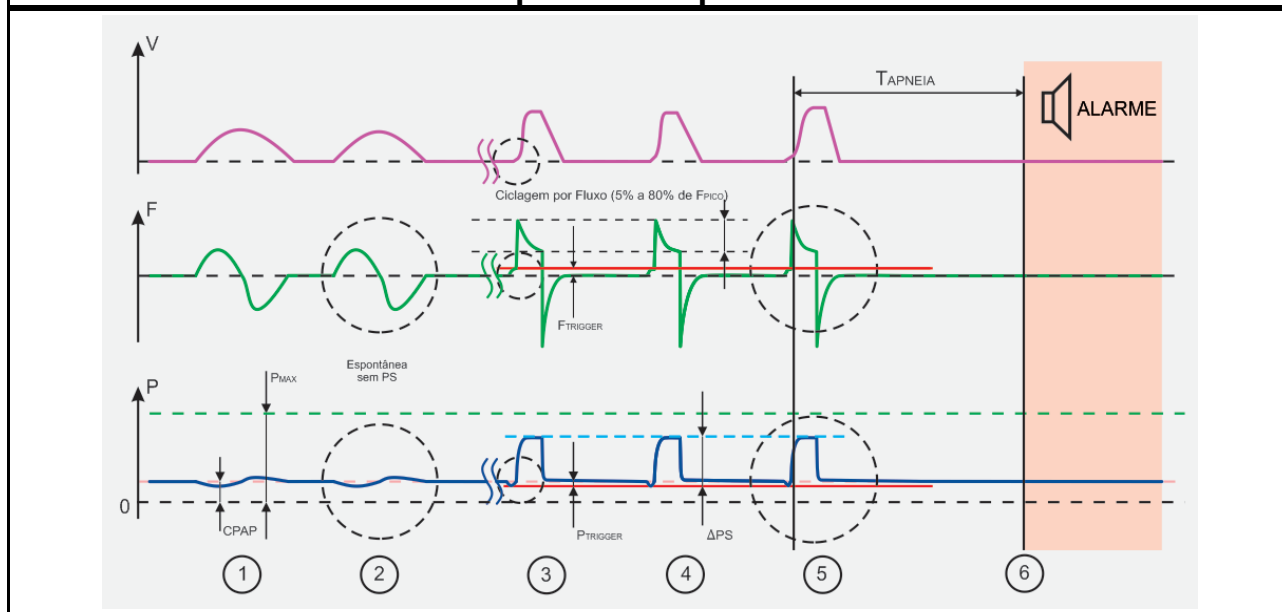 V
TAPNEIA
ALARME
Ciclagem por Fluxo (5% a 80% de FPICO)
F
FTRIGGER
Espontânea
sem PS
PMAX
P
0
CPAP
PTRIGGER
ΔPS
1
2
3
4
5
6